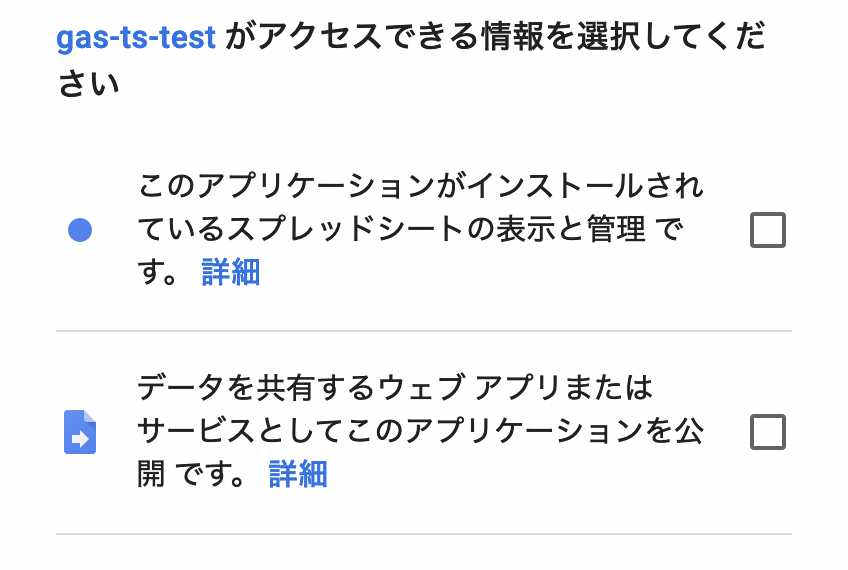 gas-ts-test がアクセスできる情報を選択してくだ
さい
このアプリケーションがインストールされ
ているスプレッドシートの表示と管理 で
す。 詳細
データを共有するウェブ アプリまたは
サービスとしてこのアプリケーションを公
開 です。 詳細